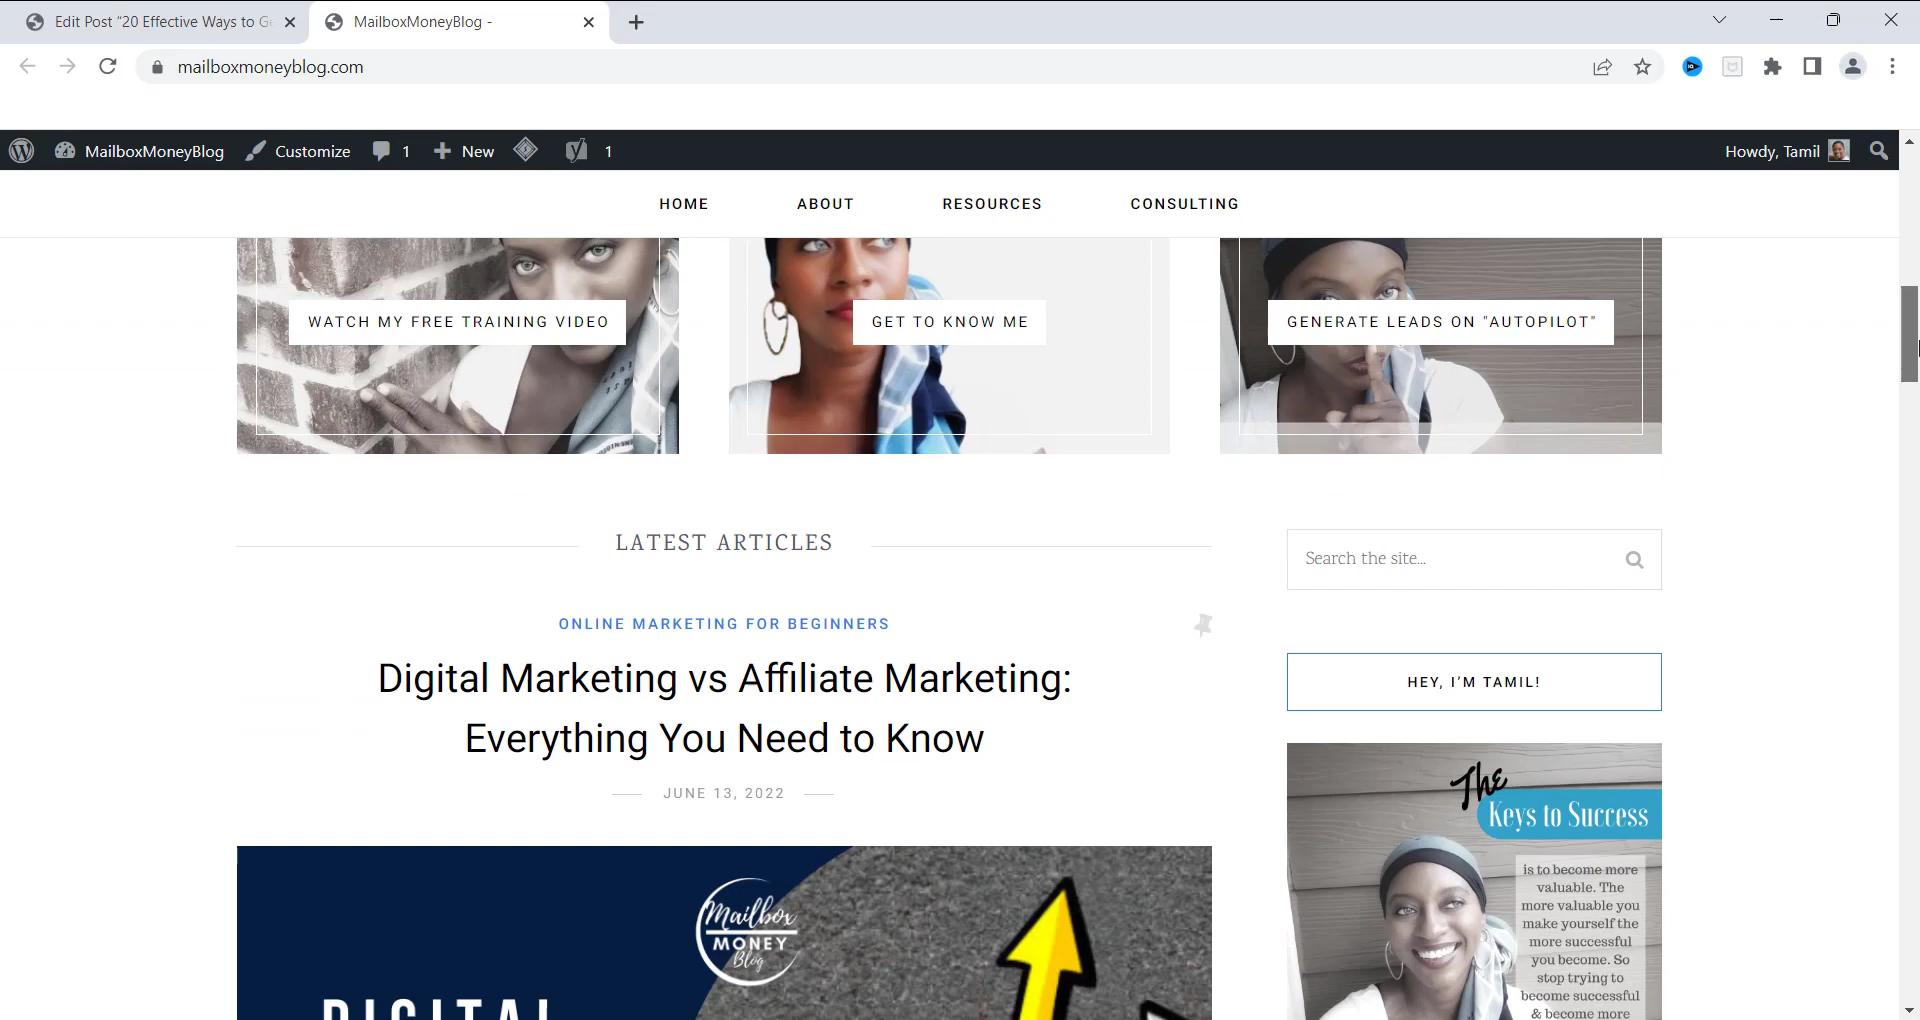 Edit Post “20 Effective Ways to G
MailboxMoneyBlog -
mailboxmoneyblog.com
MailboxMoneyBlog
Customize
1
New
1
Howdy, Tamil
HOME
ABOUT
RESOURCES
CONSULTING
WATCH MY FREE TRAINING VIDEO
GET TO KNOW ME
GENERATE LEADS ON "AUTOPILOT"
LATEST ARTICLES
Search the site...
ONLINE MARKETING FOR BEGINNERS
Digital Marketing vs Affiliate Marketing:
Everything You Need to Know
JUNE 13, 2022
HEY, I’M TAMIL!
Mailbox
MONEY
Blog
DIGITAL
The
Keys to Success
is to become more
valuable. The
more valuable you
make yourself the
more successful
you become. So
stop trying to
become successful
& become more